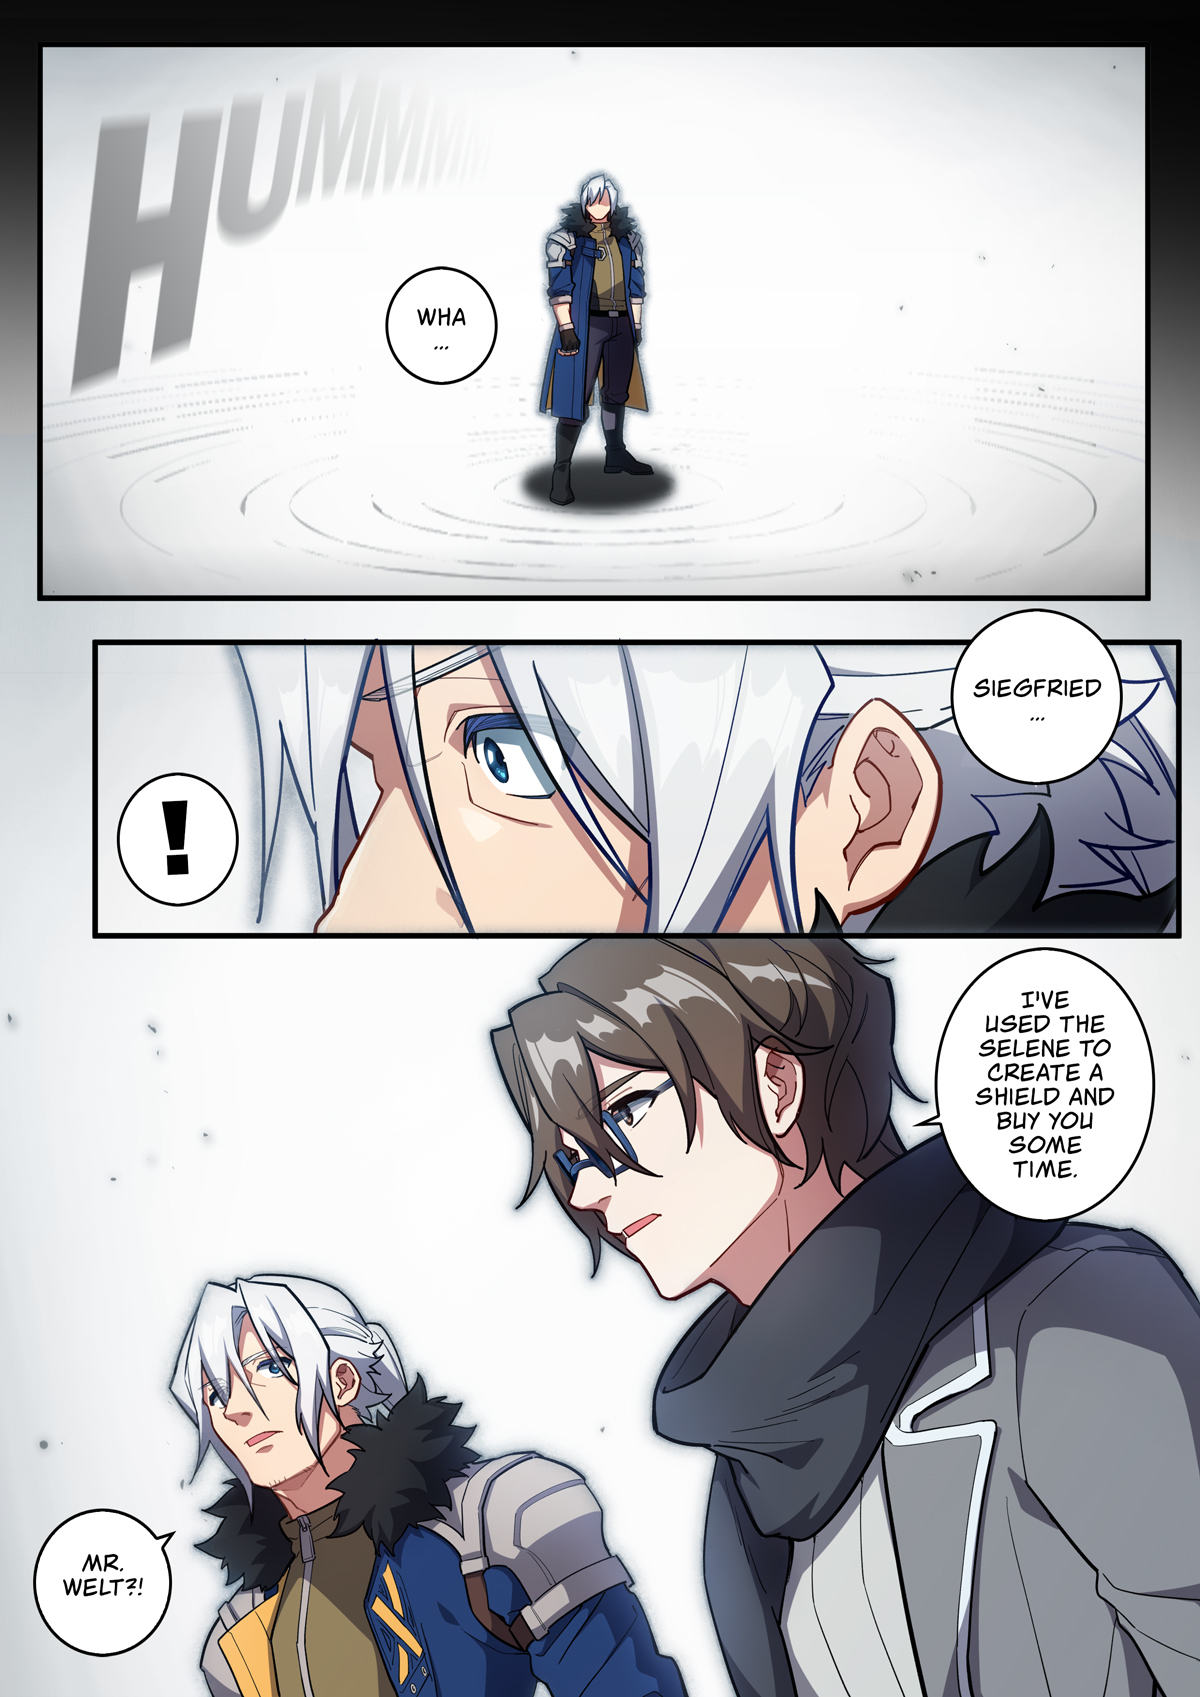 HUMMMM
WHA
...
SIEGFRIED
...
!
I'VE
USED THE
SELENE TO
CREATE A
SHIELD AND
BUY YOU
SOME
TIME.
MR.
WELT?!